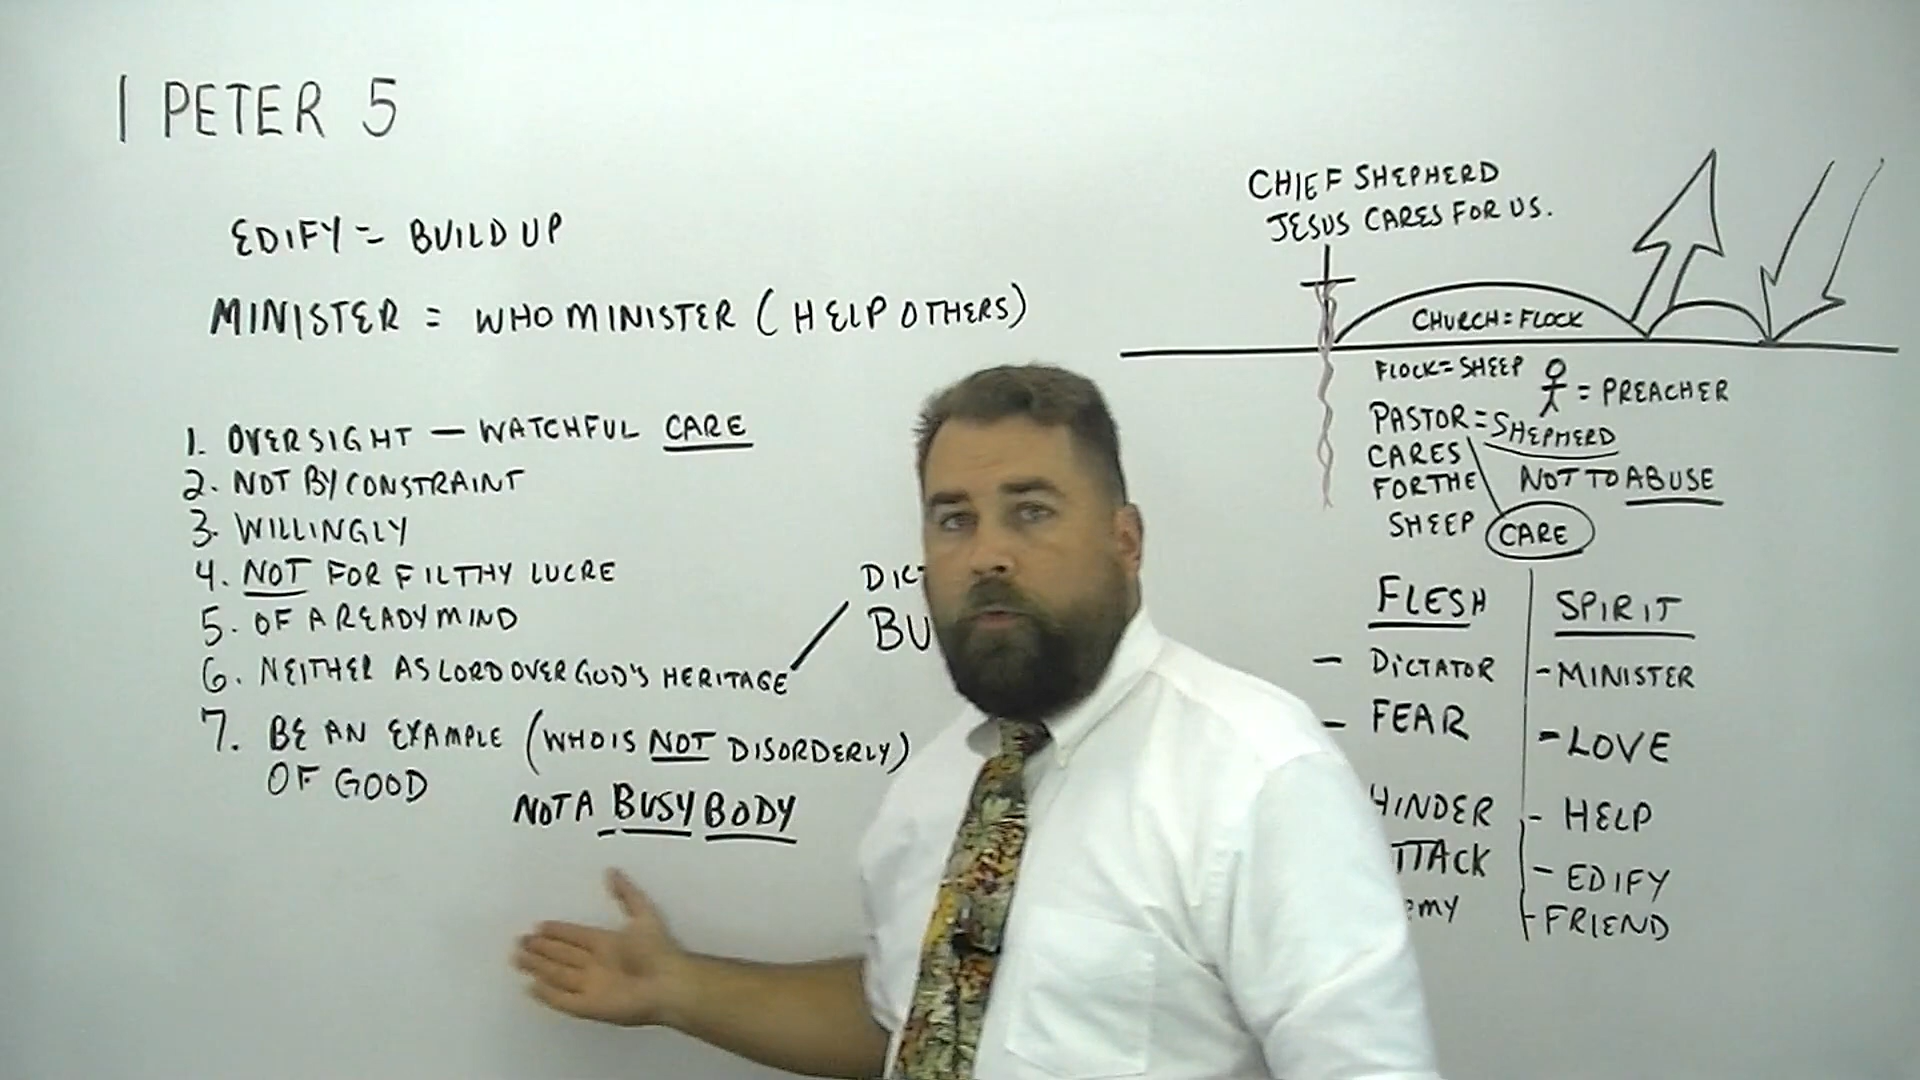 1 PETER 5
EDIFY = BUILD UP
MINISTER = WHO MINISTER (HELP OTHERS)
1. OVERSIGHT — WATCHFUL CARE
2. NOT BY CONSTRAINT
3. WILLINGLY
4. NOT FOR FILTHY LUCRE
5. OF A READY MIND
6. NEITHER AS LORD OVER GOD'S HERITAGE
7. BE AN EXAMPLE (WHO IS NOT DISORDERLY)
OF GOOD
NOT A BUSY BODY
CHIEF SHEPHERD
JESUS CARES FOR US.
CHURCH = FLOCK
FLOCK = SHEEP
= PREACHER
PASTOR = SHEPHERD
CARES
FOR THE
SHEEP
NOT TO ABUSE
CARE
FLESH
- DICTATOR
- FEAR
HINDER
SPIRIT
- MINISTER
- LOVE
- HELP
- EDIFY
- FRIEND